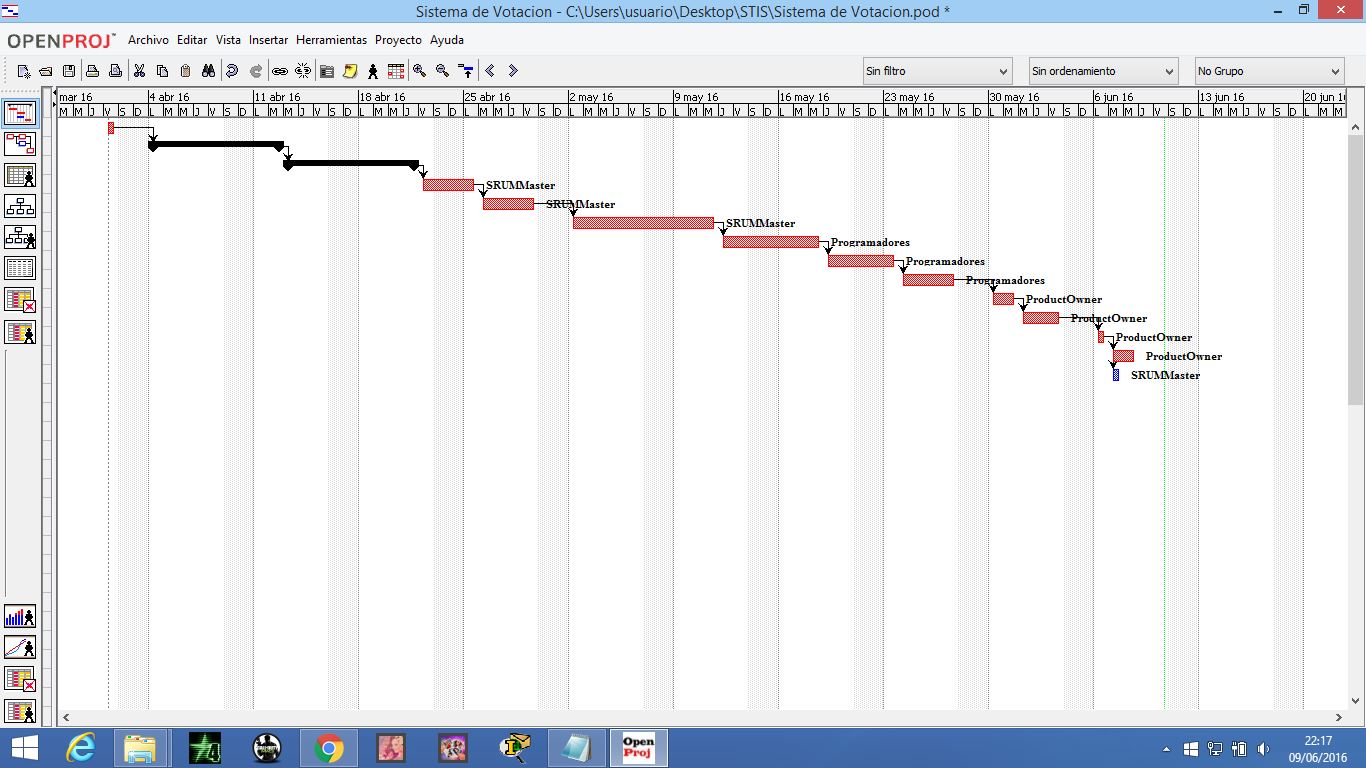 Sistema de Votacion - C:\Users\usuario\Desktop\STIS\Sistema de Votacion.pod *
OPENPROJ™ Archivo Editar Vista Insertar Herramientas Proyecto Ayuda
Sin filtro Sin ordenamiento No Grupo
mar 16 4 abr 16 11 abr 16 18 abr 16 25 abr 16 2 may 16 9 may 16 16 may 16 23 may 16 30 may 16 6 jun 16 13 jun 16 20 jun 16
L M M J V S D L M M J V S D L M M J V S D L M M J V S D L M M J V S D L M M J V S D L M M J V S D L M M J V S D L M M J V S D L M M J V S D L M M J V S D L M M J V S D L M M
SRUMMaster
SRUMMaster
SRUMMaster
Programadores
Programadores
Programadores
ProductOwner
ProductOwner
ProductOwner
ProductOwner
SRUMMaster
Open
Proj
22:17
09/06/2016